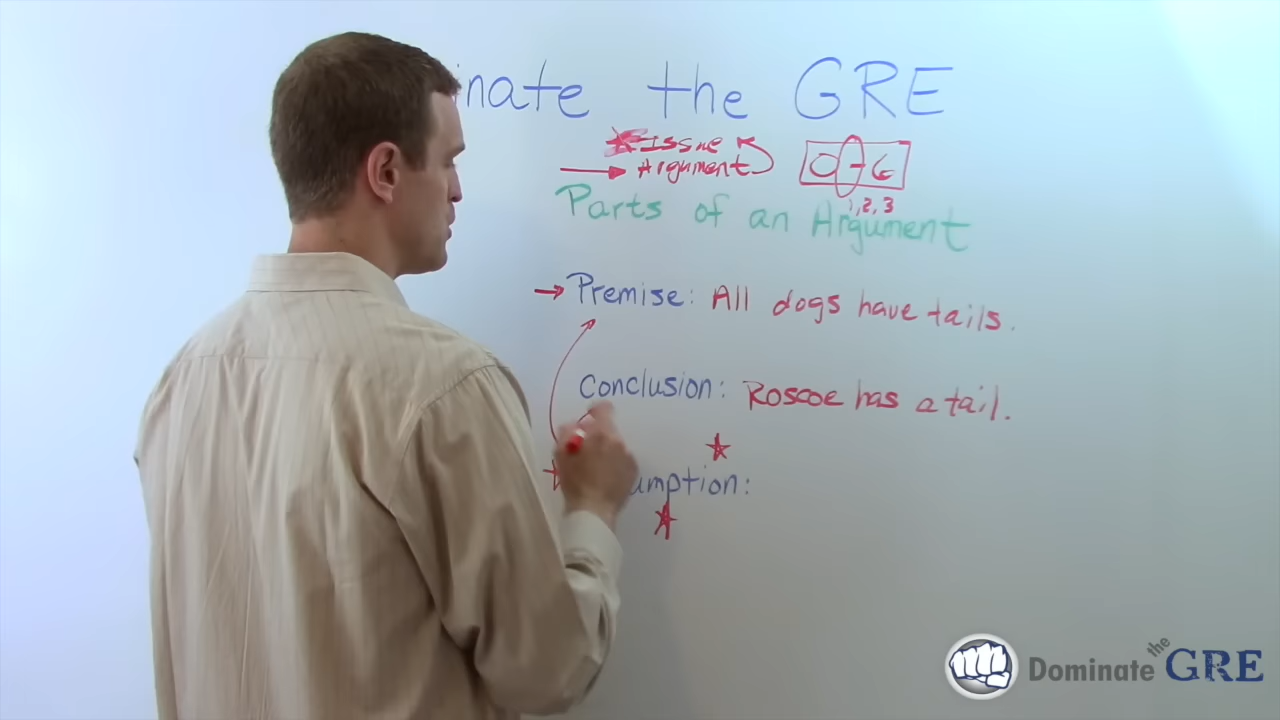 inate the GRE
Issue
Argument
0-6
1,2,3
Parts of an Argument
Premise: All dogs have tails.
Conclusion: Roscoe has a tail.
umption:
Dominate the GRE